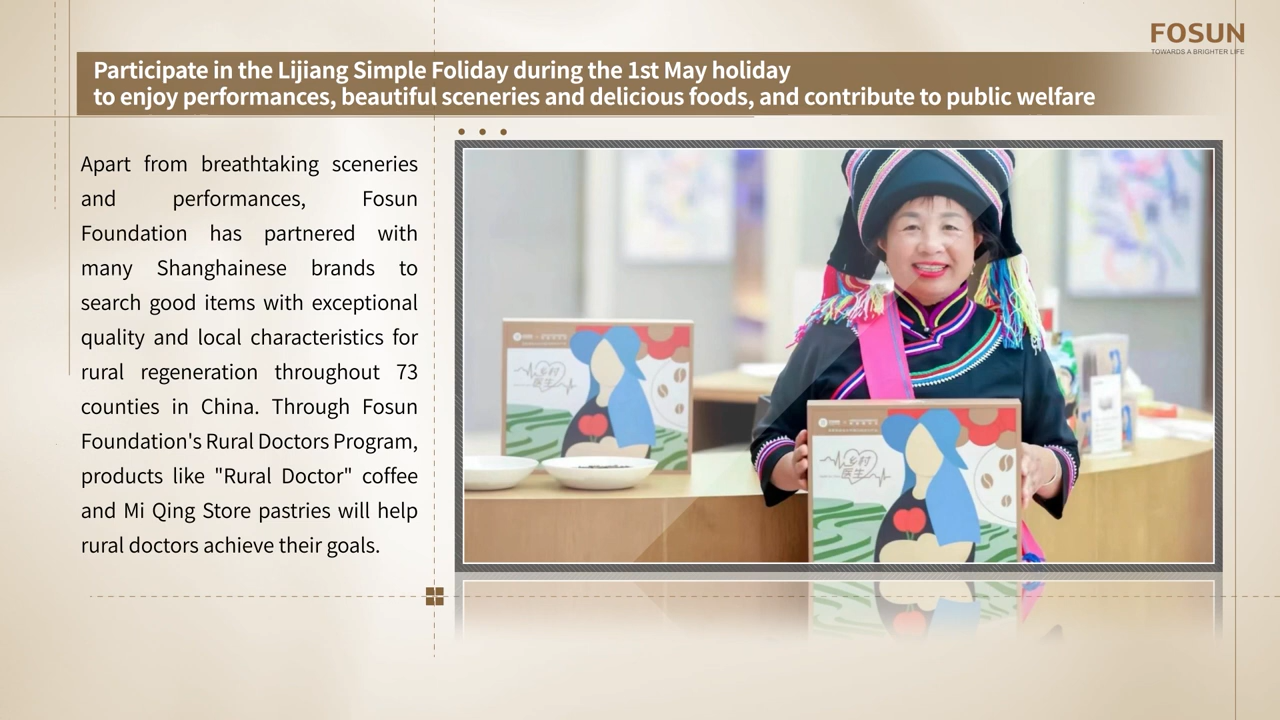 FOSUN
TOWARDS A BRIGHTER LIFE
Participate in the Lijiang Simple Foliday during the 1st May holiday
to enjoy performances, beautiful sceneries and delicious foods, and contribute to public welfare
Apart from breathtaking sceneries
and performances, Fosun
Foundation has partnered with
many Shanghainese brands to
search good items with exceptional
quality and local characteristics for
rural regeneration throughout 73
counties in China. Through Fosun
Foundation's Rural Doctors Program,
products like "Rural Doctor" coffee
and Mi Qing Store pastries will help
rural doctors achieve their goals.
乡村
医生
乡村
医生